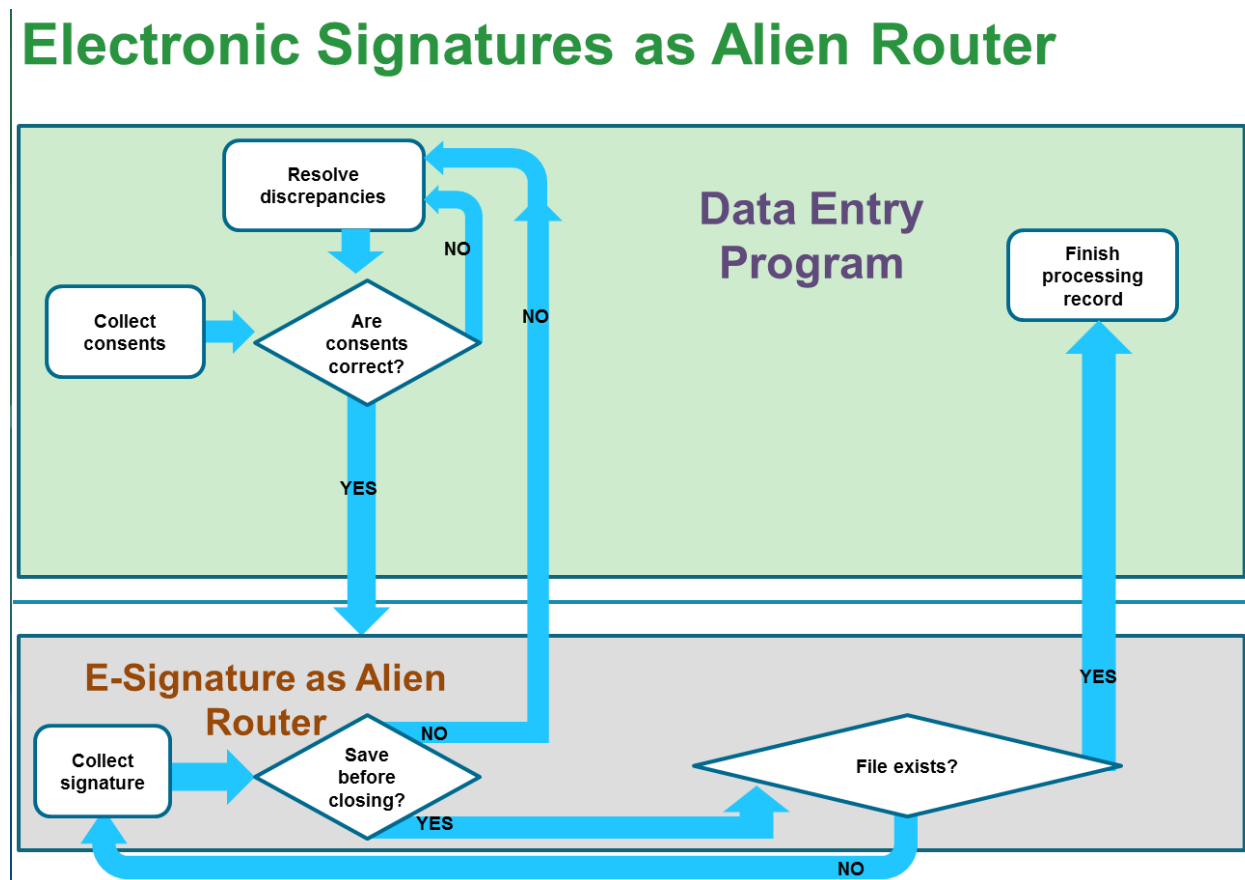 Electronic Signatures as Alien Router
Resolve
discrepancies
Data Entry
Program
NO
Finish
processing
record
Collect
consents
Are
consents
correct?
NO
YES
E-Signature as Alien
Router
YES
Collect
signature
Save
before
closing?
NO
File exists?
YES
NO